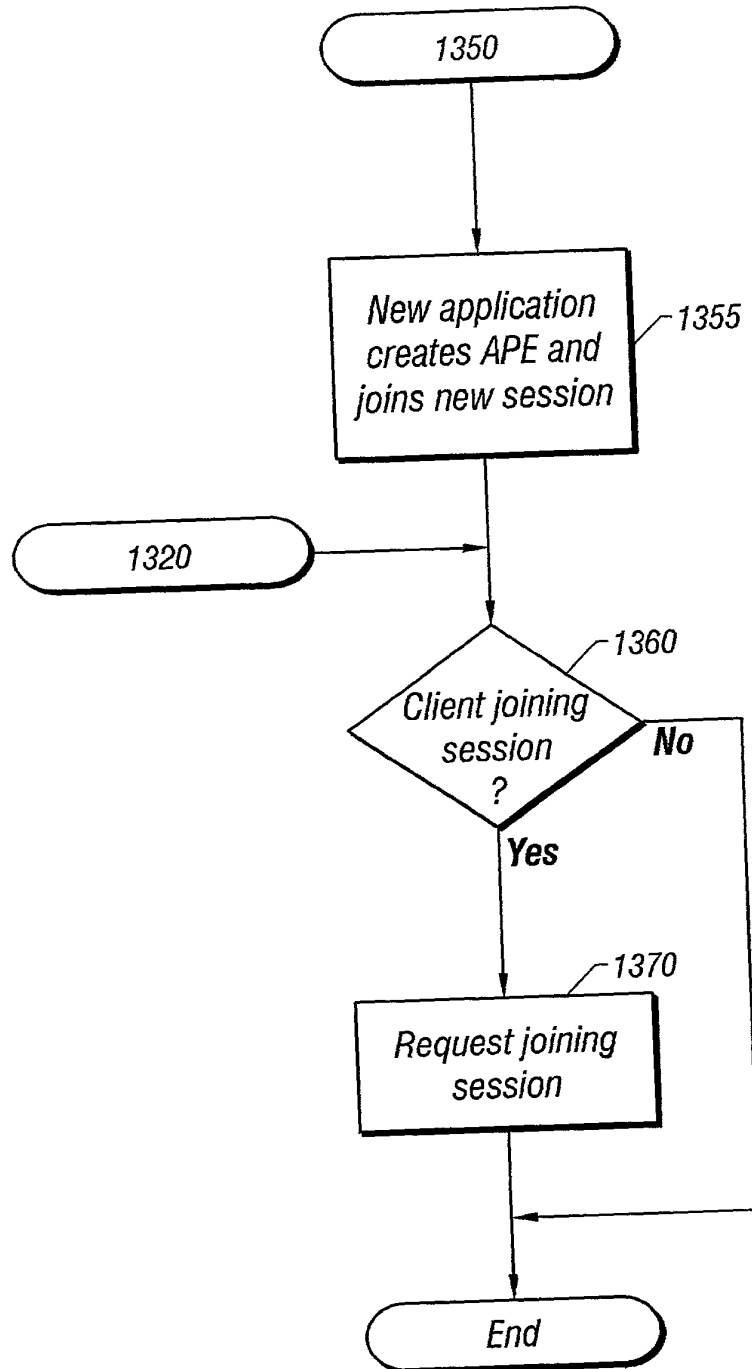 1350
New application
creates APE and
joins new session
1355
1320
1360
Client joining
session
?
No
Yes
1370
Request joining
session
End